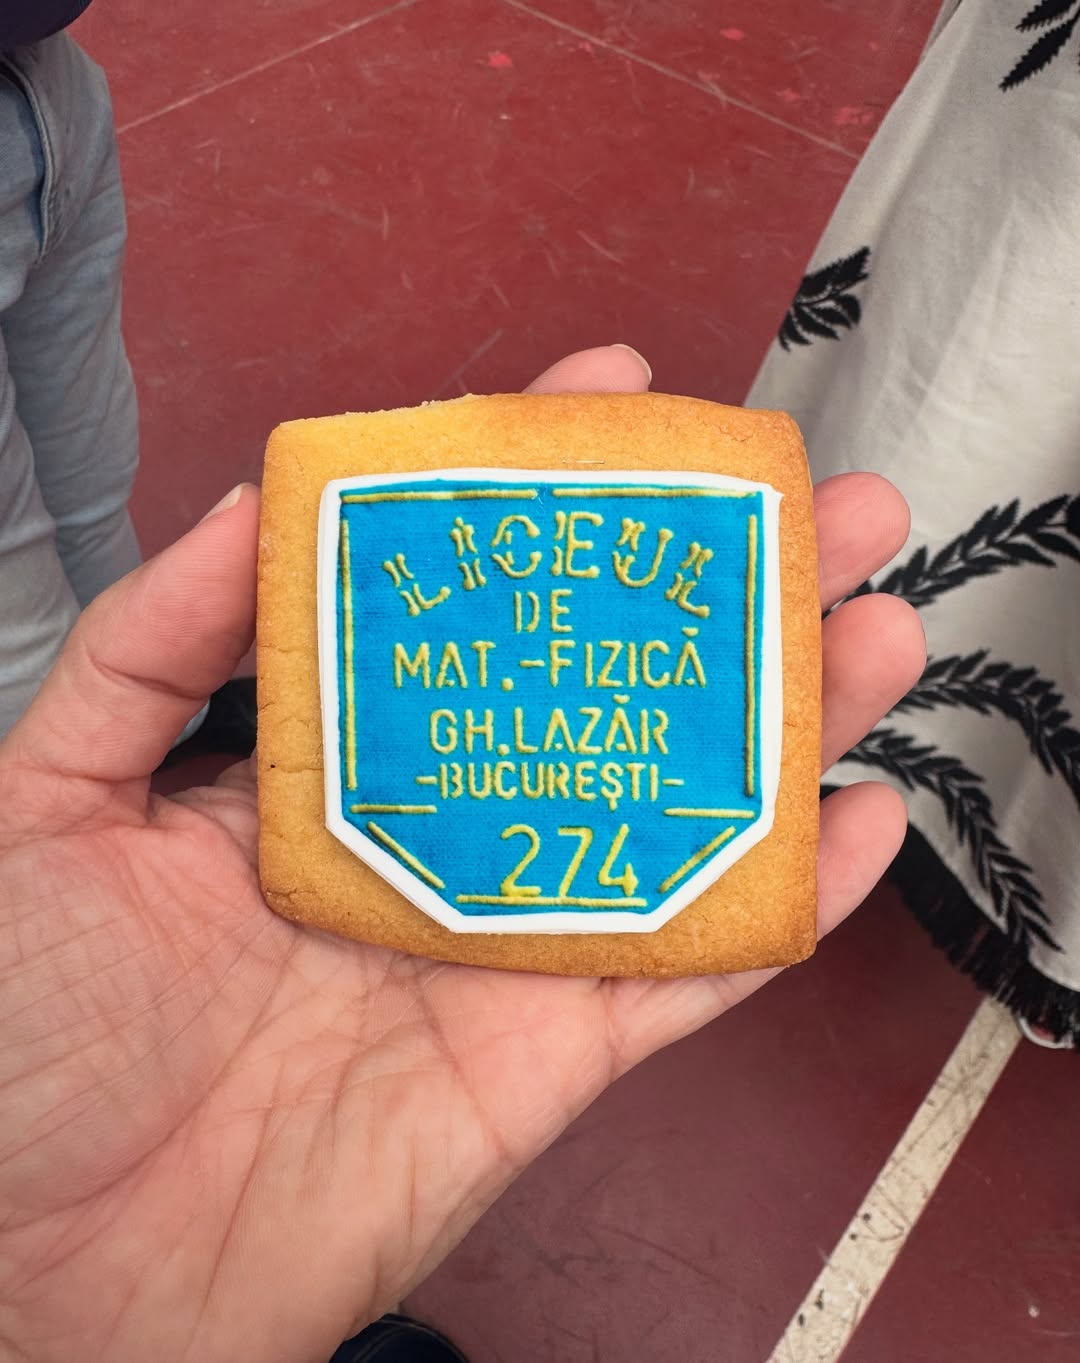 LICEUL
DE
MAT.-FIZICĂ
GH.LAZĂR
-BUCUREȘTI-
274